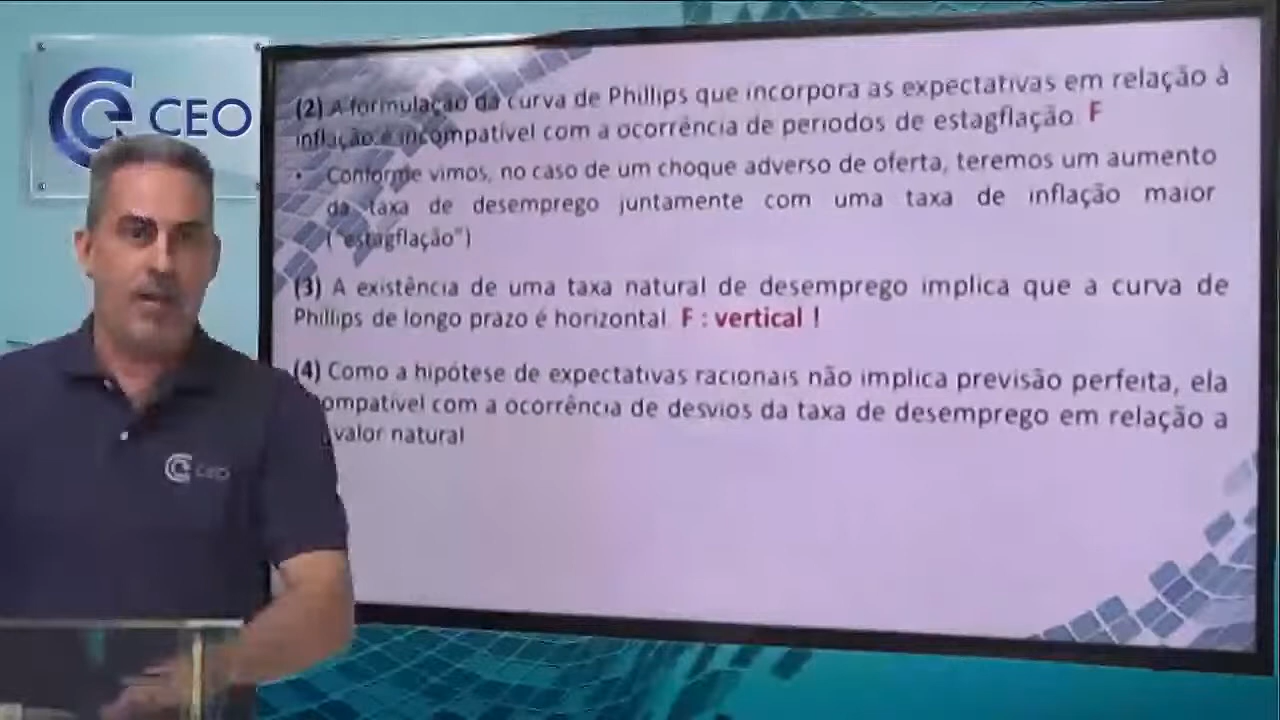 CEO
(2) A formulação da curva de Phillips que incorpora as expectativas em relação à
inflação é incompatível com a ocorrência de períodos de estagflação F
• Conforme vimos, no caso de um choque adverso de oferta, teremos um aumento
da taxa de desemprego juntamente com uma taxa de inflação maior
("estagflação")
(3) A existência de uma taxa natural de desemprego implica que a curva de
Phillips de longo prazo é horizontal F : vertical !
(4) Como a hipótese de expectativas racionais não implica previsão perfeita, ela
ompatível com a ocorrência de desvios da taxa de desemprego em relação a
valor natural
CEO